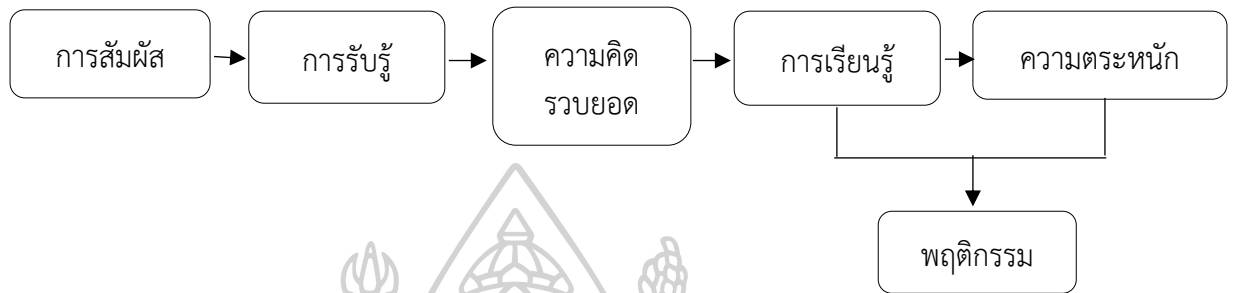 การสัมผัส
การรับรู้
ความคิด
รวบยอด
การเรียนรู้
ความตระหนัก
พฤติกรรม